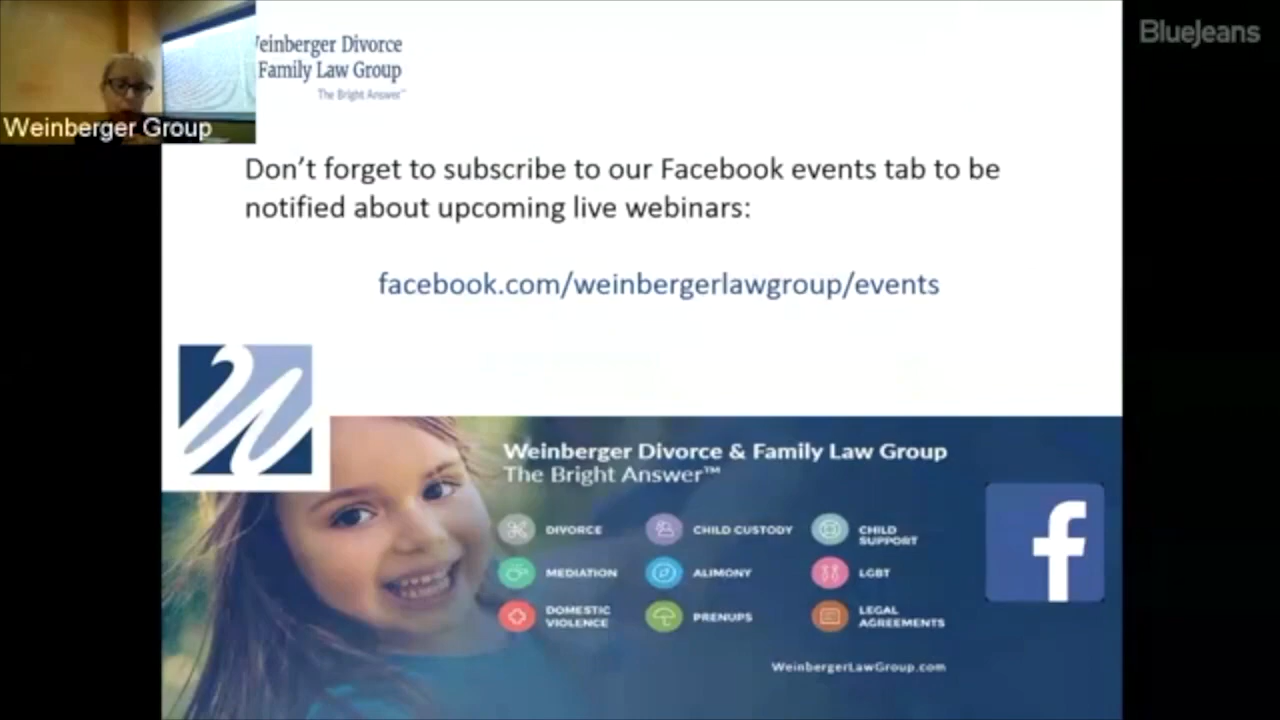 BlueJeans
Weinberger Group
einberger Divorce
Family Law Group
The Bright Answer™
Don’t forget to subscribe to our Facebook events tab to be
notified about upcoming live webinars:
facebook.com/weinbergerlawgroup/events
Weinberger Divorce & Family Law Group
The Bright Answer™
DIVORCE
CHILD CUSTODY
CHILD
SUPPORT
MEDIATION
ALIMONY
LGBT
DOMESTIC
VIOLENCE
PRENUPS
LEGAL
AGREEMENTS
WeinbergerLawGroup.com
f